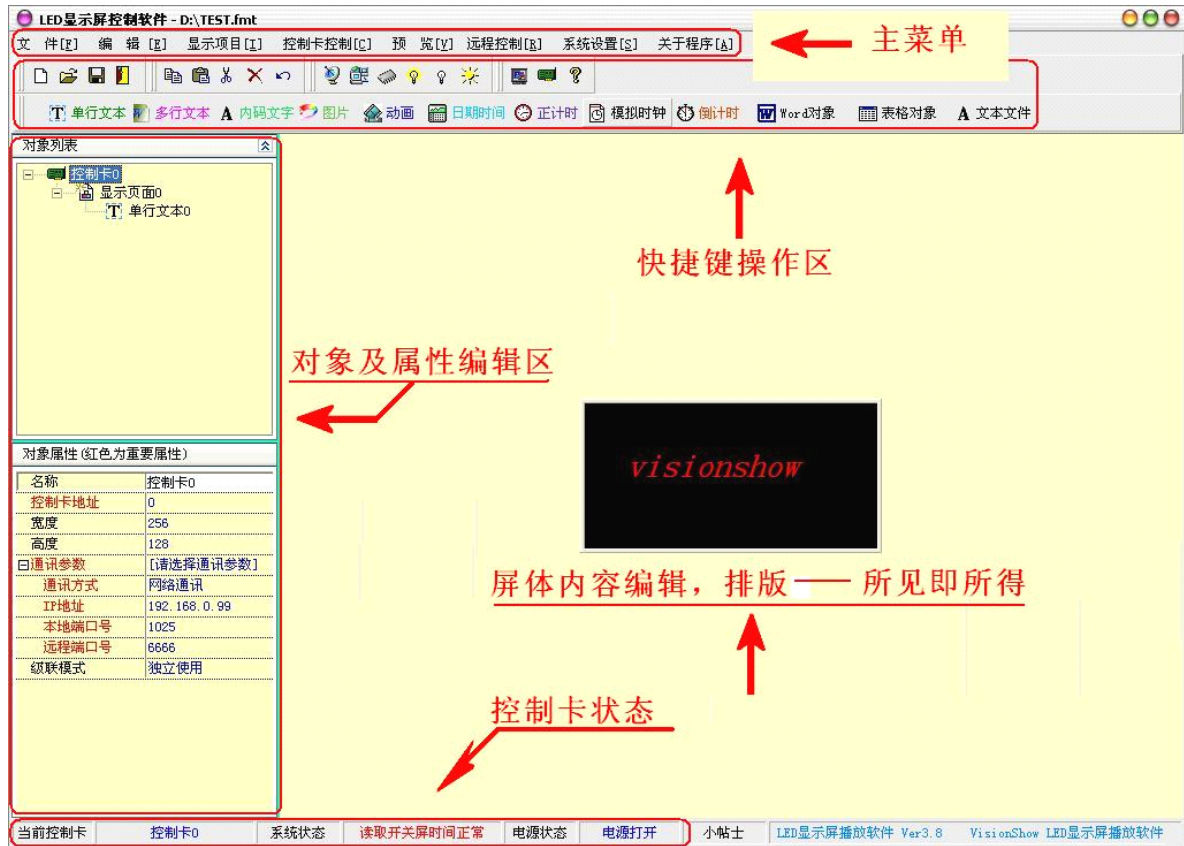 LED显示屏控制软件 - D:\TEST.fmt
文 件[F] 编 辑[E] 显示项目[I] 控制卡控制[C] 预 览[V] 远程控制[R] 系统设置[S] 关于程序[A]
主菜单
单行文本 多行文本 A 内码文字 图片 动画 日期时间 正计时 模拟时钟 倒计时 Word对象 表格对象 A 文本文件
对象列表
控制卡0
显示页面0
T 单行文本0
快捷键操作区
对象及属性编辑区
visionshow
对象属性(红色为重要属性)
名称 控制卡0
控制卡地址 0
宽度 256
高度 128
通讯参数 [请选择通讯参数]
通讯方式 网络通讯
IP地址 192.168.0.99
本地端口号 1025
远程端口号 6666
级联模式 独立使用
屏体内容编辑，排版——所见即所得
控制卡状态
当前控制卡 控制卡0 系统状态 读取开关屏时间正常 电源状态 电源打开 小帖士 LED显示屏播放软件 Ver3.8 VisionShow LED显示屏播放软件